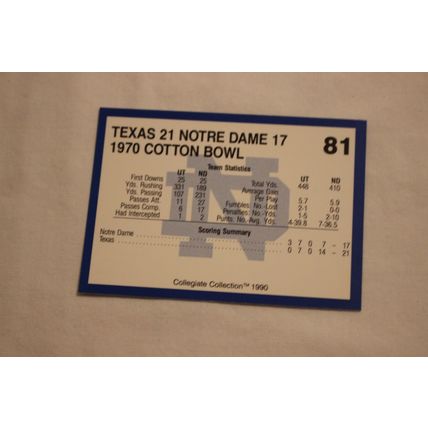 TEXAS 21 NOTRE DAME 17
1970 COTTON BOWL
81
Team Statistics
UT ND
First Downs 25 25
Yds. Rushing 331 189
Yds. Passing 107 231
Passes Att. 11 27
Passes Comp. 6 17
Had Intercepted 1 2
UT ND
Total Yds. 448 410
Average Gain
Per Play 5.7 5.9
Fumbles: No.-Lost 2-1 0-0
Penalties: No.-Yds. 1-5 2-10
Punts: No. Avg. Yds. 4-39.8 7-36.5
Scoring Summary
Notre Dame 3 7 0 7 - 17
Texas 0 7 0 14 - 21
Collegiate Collection™ 1990